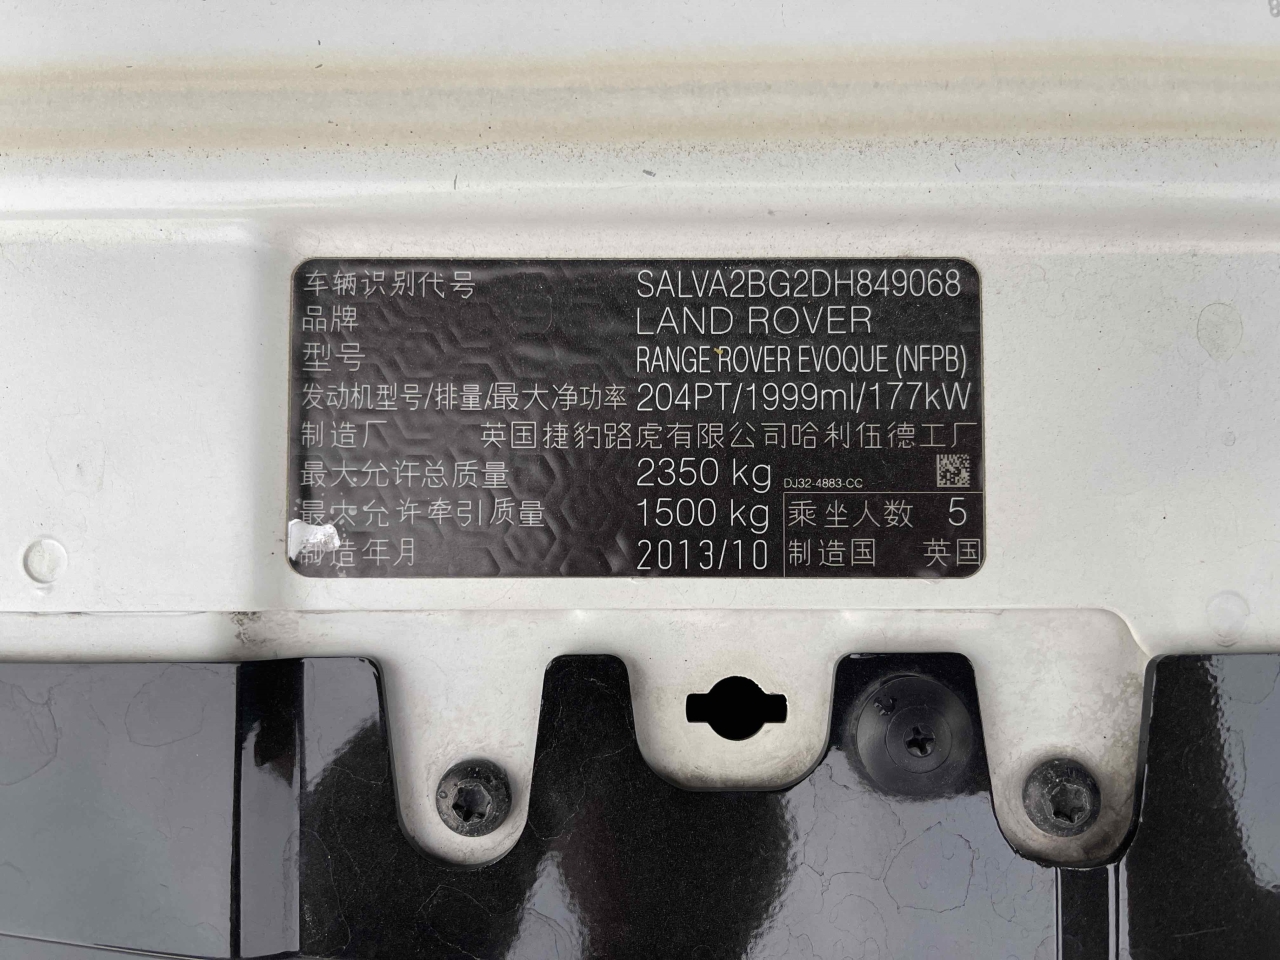 车辆识别代号 SALVA2BG2DH849068
品牌 LAND ROVER
型号 RANGE ROVER EVOQUE (NFPB)
发动机型号/排量/最大净功率 204PT/1999ml/177kW
制造厂 英国捷豹路虎有限公司哈利伍德工厂
最大允许总质量 2350 kg DJ32-4883-CC
最大允许牵引质量 1500 kg 乘坐人数 5
制造年月 2013/10 制造国 英国